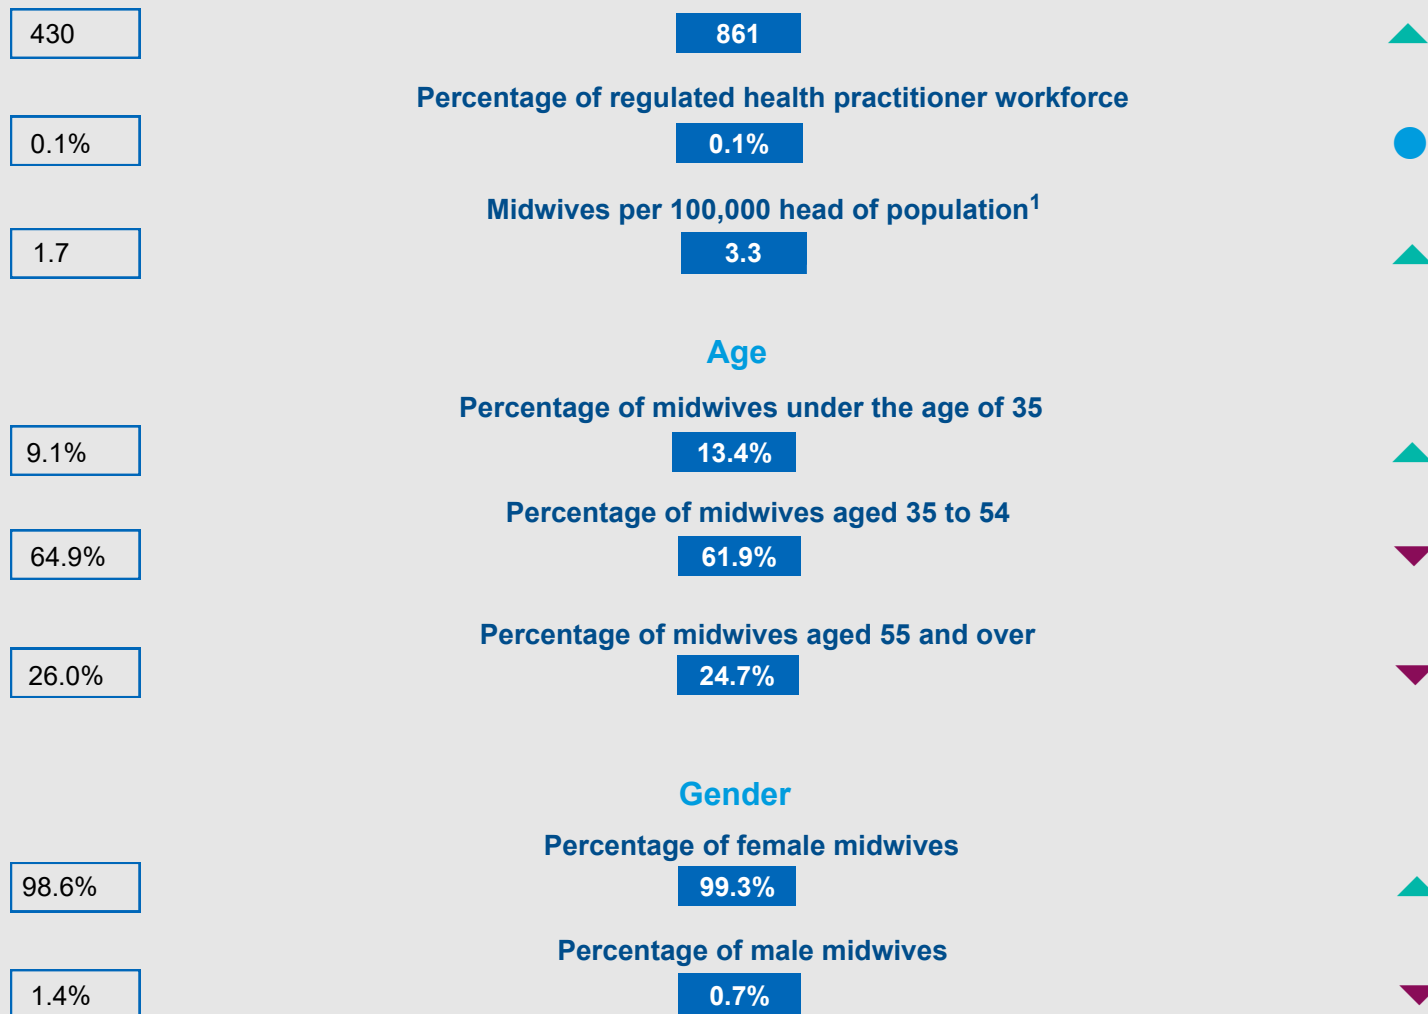 430
861
Percentage of regulated health practitioner workforce
0.1%
0.1%
Midwives per 100,000 head of population1
1.7
3.3
Age
Percentage of midwives under the age of 35
9.1%
13.4%
Percentage of midwives aged 35 to 54
64.9%
61.9%
Percentage of midwives aged 55 and over
26.0%
24.7%
Gender
Percentage of female midwives
98.6%
99.3%
Percentage of male midwives
1.4%
0.7%